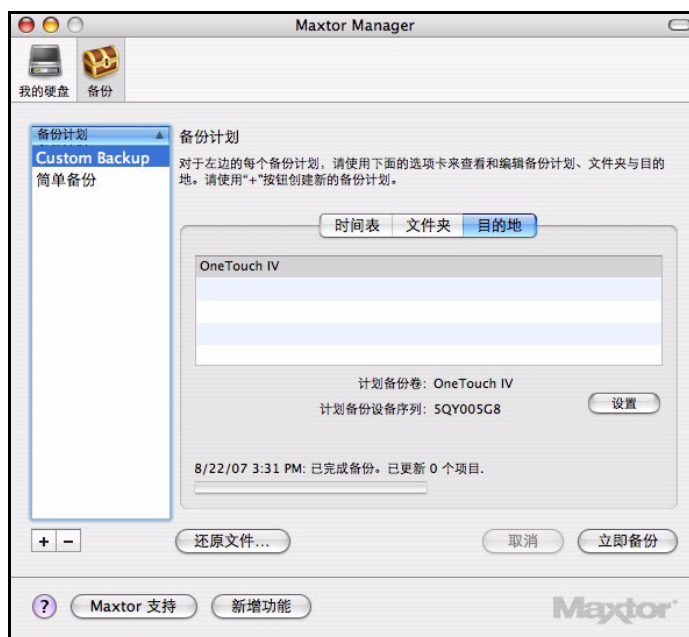 Maxtor Manager
我的硬盘
备份
备份计划
Custom Backup
简单备份
备份计划
对于左边的每个备份计划，请使用下面的选项卡来查看和编辑备份计划、文件夹与目的
地。请使用“+”按钮创建新的备份计划。
时间表
文件夹
目的地
OneTouch IV
计划备份卷: OneTouch IV
计划备份设备序列: 5QY005G8
设置
8/22/07 3:31 PM: 已完成备份。已更新 0 个项目.
+
−
还原文件...
取消
立即备份
?
Maxtor 支持
新增功能
Maxtor